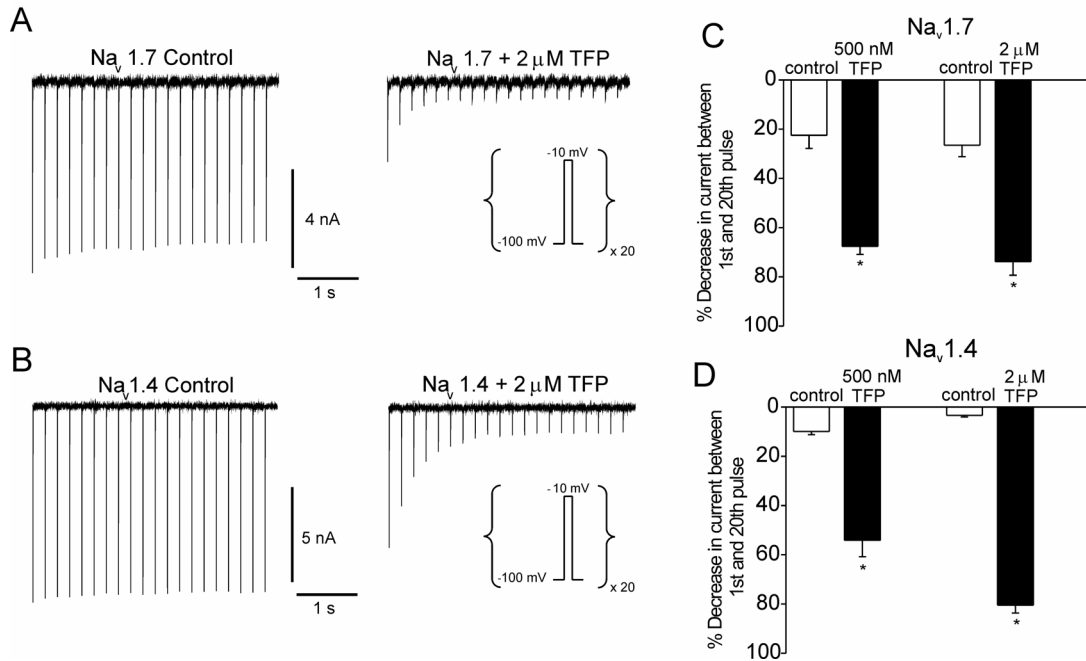 A
Nav 1.7 Control
Nav 1.7 + 2 μM TFP
-10 mV
-100 mV
x 20
4 nA
1 s
B
Nav 1.4 Control
Nav 1.4 + 2 μM TFP
- 10 mV
-100 mV
x 20
5 nA
1 s
C
Nav1.7
control
500 nM
TFP
control
2 μM
TFP
0
20
40
60
80
100
% Decrease in current between
1st and 20th pulse
*
*
D
Nav1.4
control
500 nM
TFP
control
2 μM
TFP
0
20
40
60
80
100
% Decrease in current between
1st and 20th pulse
*
*